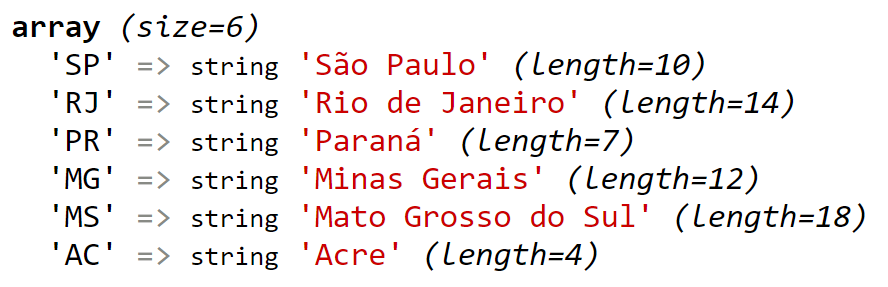 array (size=6)
'SP' => string 'São Paulo' (length=10)
'RJ' => string 'Rio de Janeiro' (length=14)
'PR' => string 'Paraná' (length=7)
'MG' => string 'Minas Gerais' (length=12)
'MS' => string 'Mato Grosso do Sul' (length=18)
'AC' => string 'Acre' (length=4)